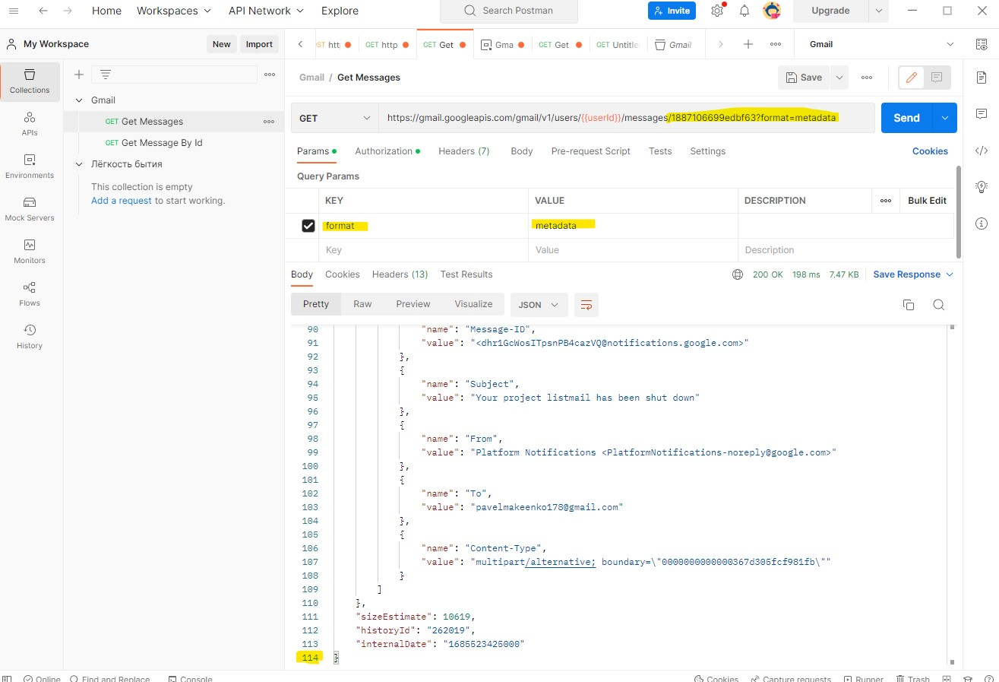 Home Workspaces API Network Explore Search Postman Invite Upgrade
My Workspace New Import GET http GET Get Gma GET Get Gmail Gmail
Collections
APIs
Environments
Mock Servers
Monitors
Flows
History
Gmail
GET Get Messages
GET Get Message By Id
Лёгкость бытия
This collection is empty
Add a request to start working.
Gmail / Get Messages Save
GET https://gmail.googleapis.com/gmail/v1/users/{{userId}}/messages/1887106699edbf63?format=metadata Send
Params Authorization Headers (7) Body Pre-request Script Tests Settings Cookies
Query Params
KEY VALUE DESCRIPTION Bulk Edit
format metadata
Key Value Description
Body Cookies Headers (13) Test Results 200 OK 198 ms 7.47 KB Save Response
Pretty Raw Preview Visualize JSON
90 "name": "Message-ID",
91 "value": "<dhr1GcWosITpsnPB4cazVQ@notifications.google.com>"
92 },
93 {
94 "name": "Subject",
95 "value": "Your project listmail has been shut down"
96 },
97 {
98 "name": "From",
99 "value": "Platform Notifications <PlatformNotifications-noreply@google.com>"
100 },
101 {
102 "name": "To",
103 "value": "pavelmakeenko178@gmail.com"
104 },
105 {
106 "name": "Content-Type",
107 "value": "multipart/alternative; boundary=\"0000000000000367d305fcf981fb\""
108 }
109 ]
110 },
111 "sizeEstimate": 10619,
112 "historyId": "262019",
113 "internalDate": "1685523425000"
114 }
Online Find and Replace Console Cookies Capture requests Runner Trash